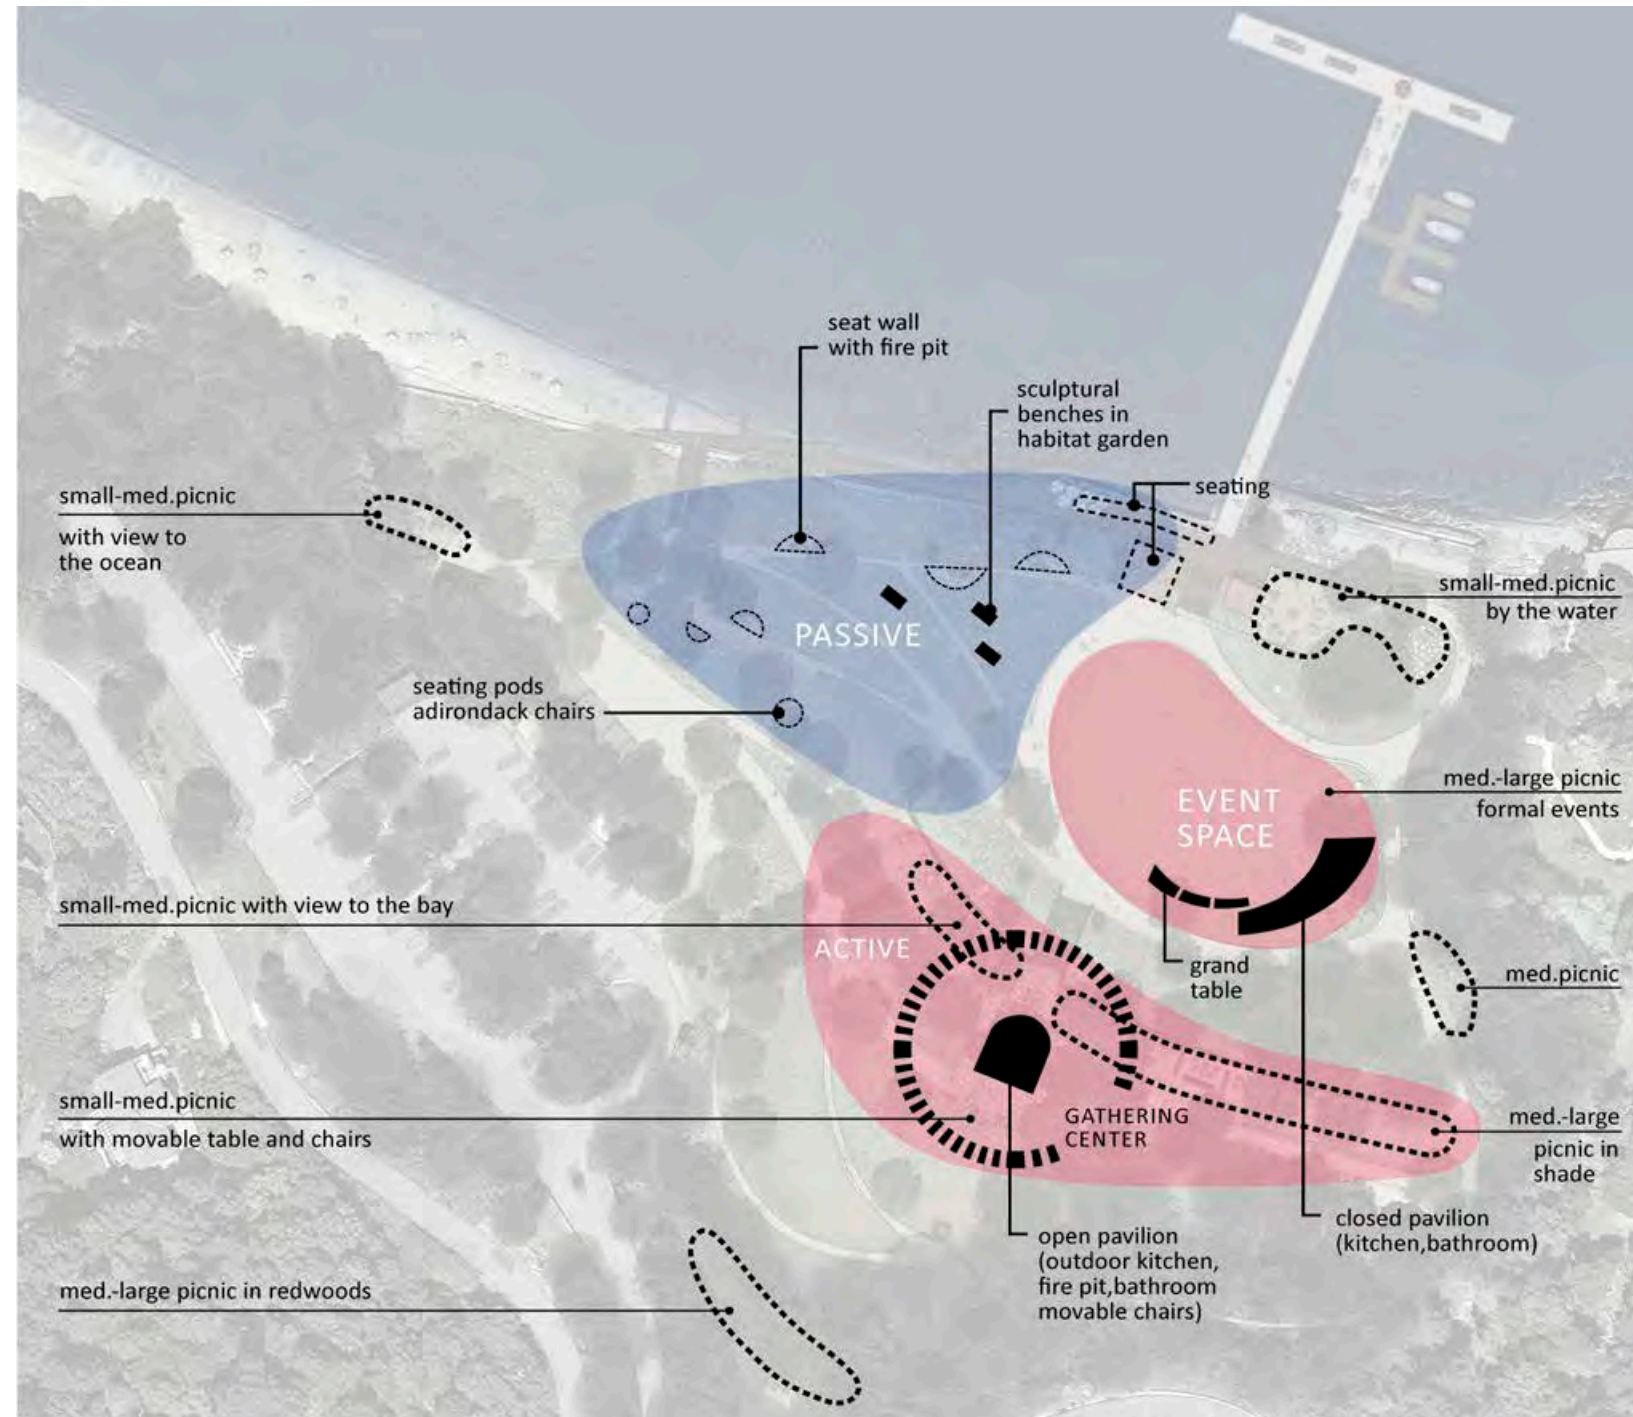 seat wall
with fire pit
sculptural
benches in
habitat garden
seating
small-med.picnic
with view to
the ocean
small-med.picnic
by the water
PASSIVE
seating pods
adirondack chairs
med.-large picnic
formal events
EVENT
SPACE
small-med.picnic with view to the bay
ACTIVE
grand
table
med.picnic
small-med.picnic
with movable table and chairs
GATHERING
CENTER
med.-large
picnic in
shade
closed pavilion
(kitchen,bathroom)
open pavilion
(outdoor kitchen,
fire pit,bathroom
movable chairs)
med.-large picnic in redwoods